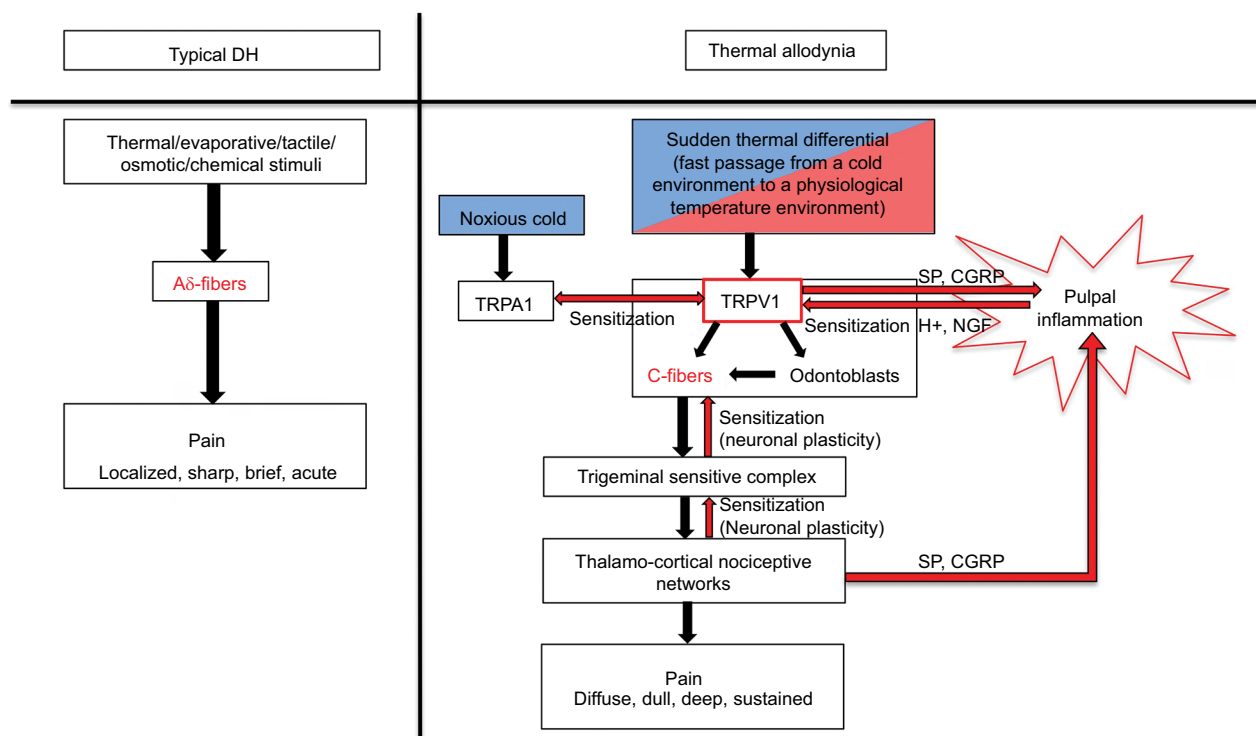 Typical DH
Thermal allodynia
Thermal/evaporative/tactile/
osmotic/chemical stimuli
Aδ-fibers
Pain
Localized, sharp, brief, acute
Sudden thermal differential
(fast passage from a cold
environment to a physiological
temperature environment)
Noxious cold
TRPA1
Sensitization
TRPV1
SP, CGRP
Sensitization
H+, NGF
Pulpal
inflammation
C-fibers
Odontoblasts
Sensitization
(neuronal plasticity)
Trigeminal sensitive complex
Sensitization
(Neuronal plasticity)
Thalamo-cortical nociceptive
networks
SP, CGRP
Pain
Diffuse, dull, deep, sustained